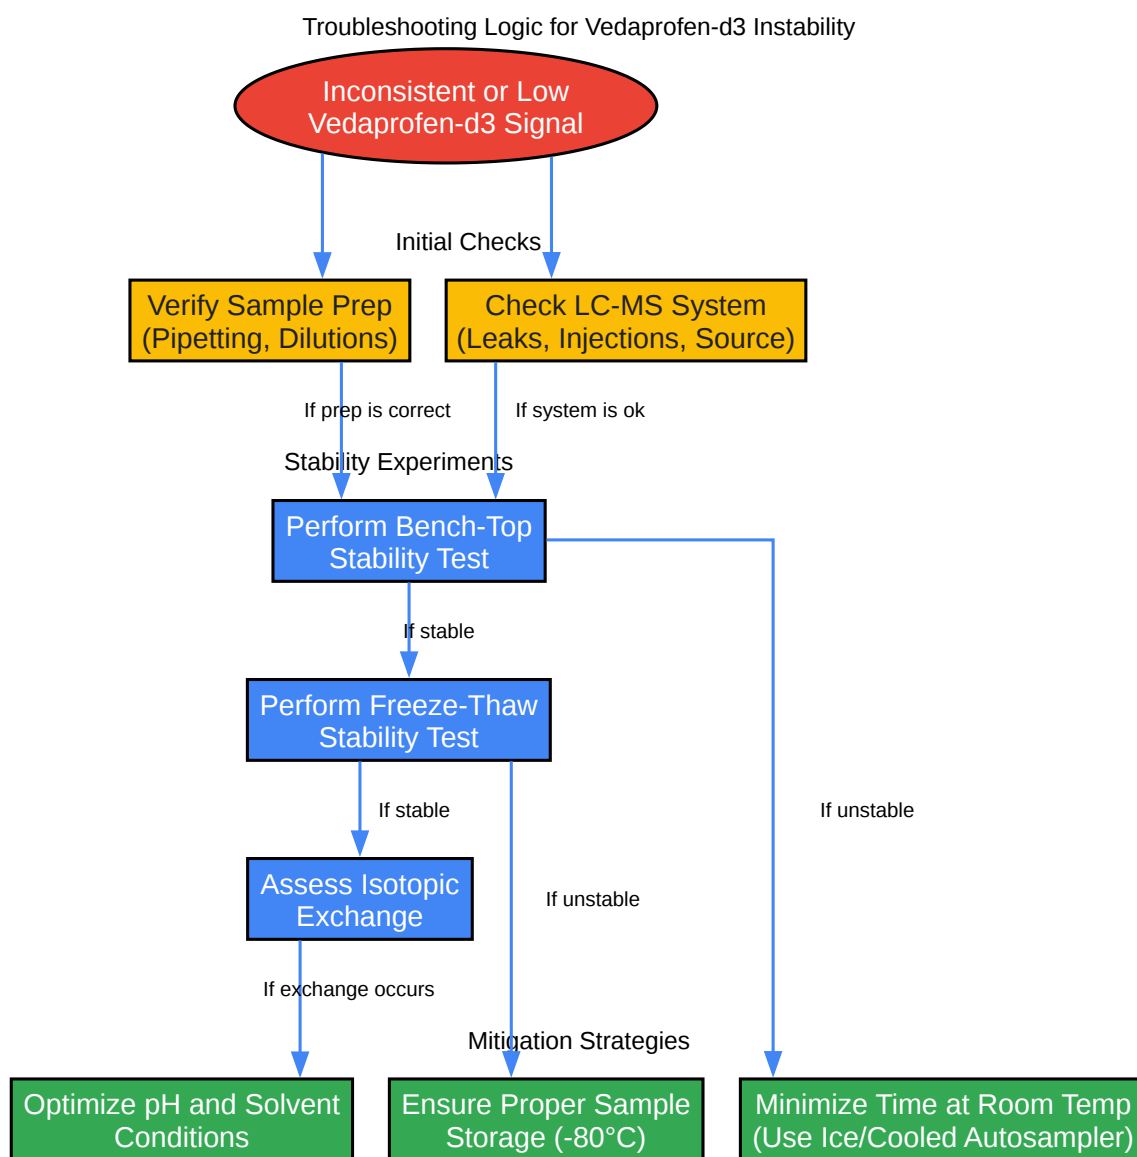 Troubleshooting Logic for Vedaprofen-d3 Instability
Inconsistent or Low
Vedaprofen-d3 Signal
Initial Checks
Verify Sample Prep
(Pipetting, Dilutions)
Check LC-MS System
(Leaks, Injections, Source)
If prep is correct
If system is ok
Stability Experiments
Perform Bench-Top
Stability Test
If stable
Perform Freeze-Thaw
Stability Test
If stable
If unstable
Assess Isotopic
Exchange
If unstable
If exchange occurs
Mitigation Strategies
Optimize pH and Solvent
Conditions
Ensure Proper Sample
Storage (-80°C)
Minimize Time at Room Temp
(Use Ice/Cooled Autosampler)